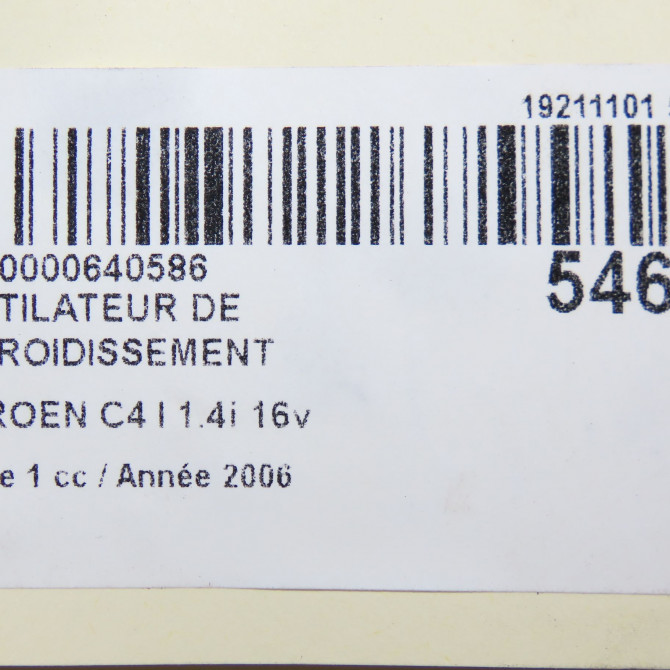 19211101
0000640586
546
TILATEUR DE
ROIDISSEMENT
ROEN C4 I 1.4i 16v
e 1 cc / Année 2006